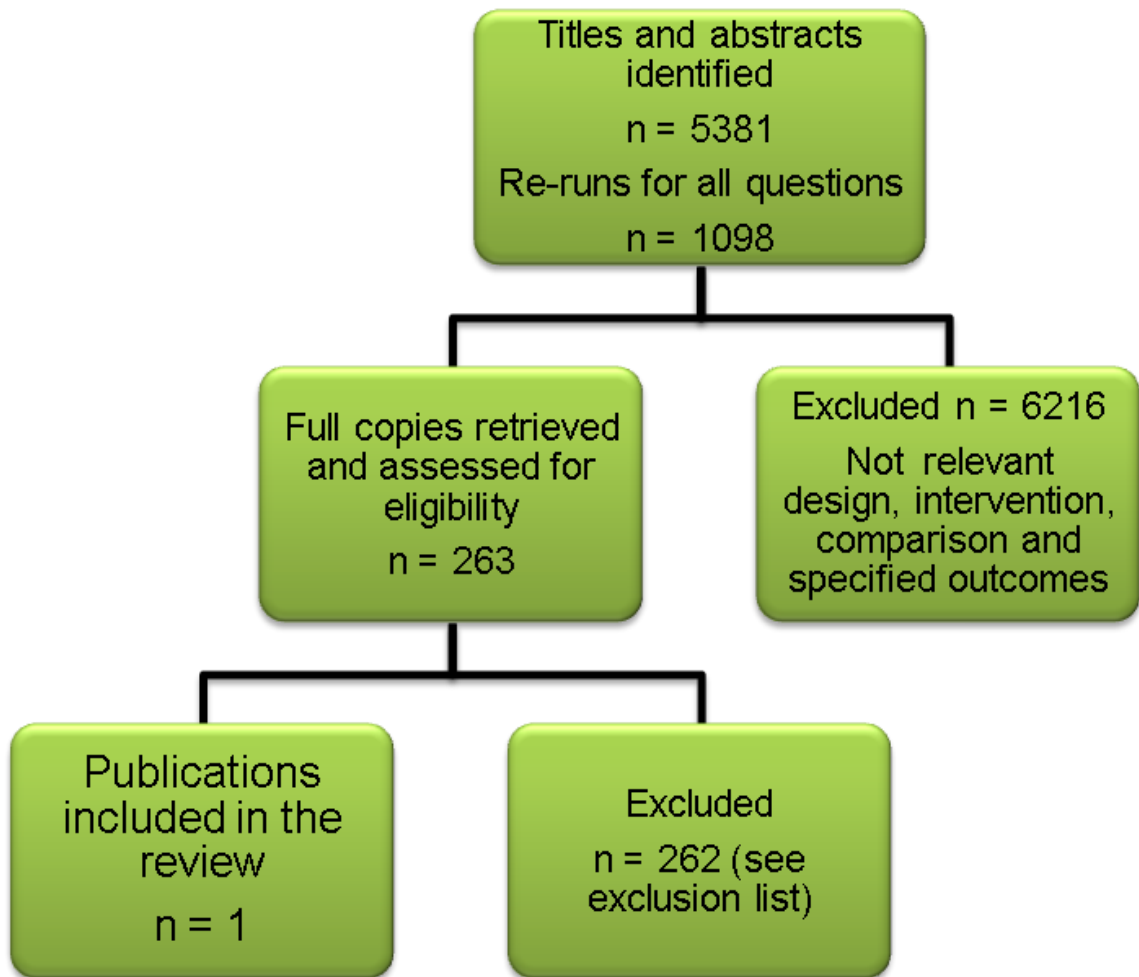 Titles and abstracts
identified
n = 5381
Re-runs for all questions
n = 1098
Full copies retrieved
and assessed for
eligibility
n = 263
Excluded n = 6216
Not relevant
design, intervention,
comparison and
specified outcomes
Publications
included in the
review
n = 1
Excluded
n = 262 (see
exclusion list)